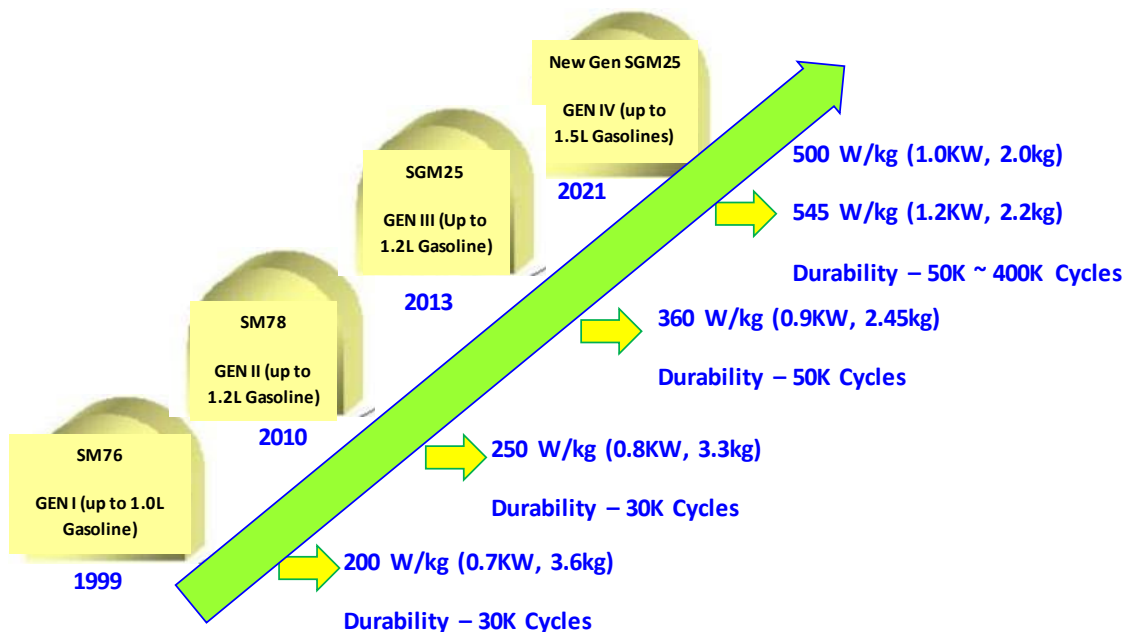 New Gen SGM25
GEN IV (up to
1.5L Gasolines)
2021
500 W/kg (1.0KW, 2.0kg)
545 W/kg (1.2KW, 2.2kg)
Durability – 50K ~ 400K Cycles
SGM25
GEN III (Up to
1.2L Gasoline)
2013
360 W/kg (0.9KW, 2.45kg)
Durability – 50K Cycles
SM78
GEN II (up to
1.2L Gasoline)
2010
250 W/kg (0.8KW, 3.3kg)
Durability – 30K Cycles
SM76
GEN I (up to 1.0L
Gasoline)
1999
200 W/kg (0.7KW, 3.6kg)
Durability – 30K Cycles